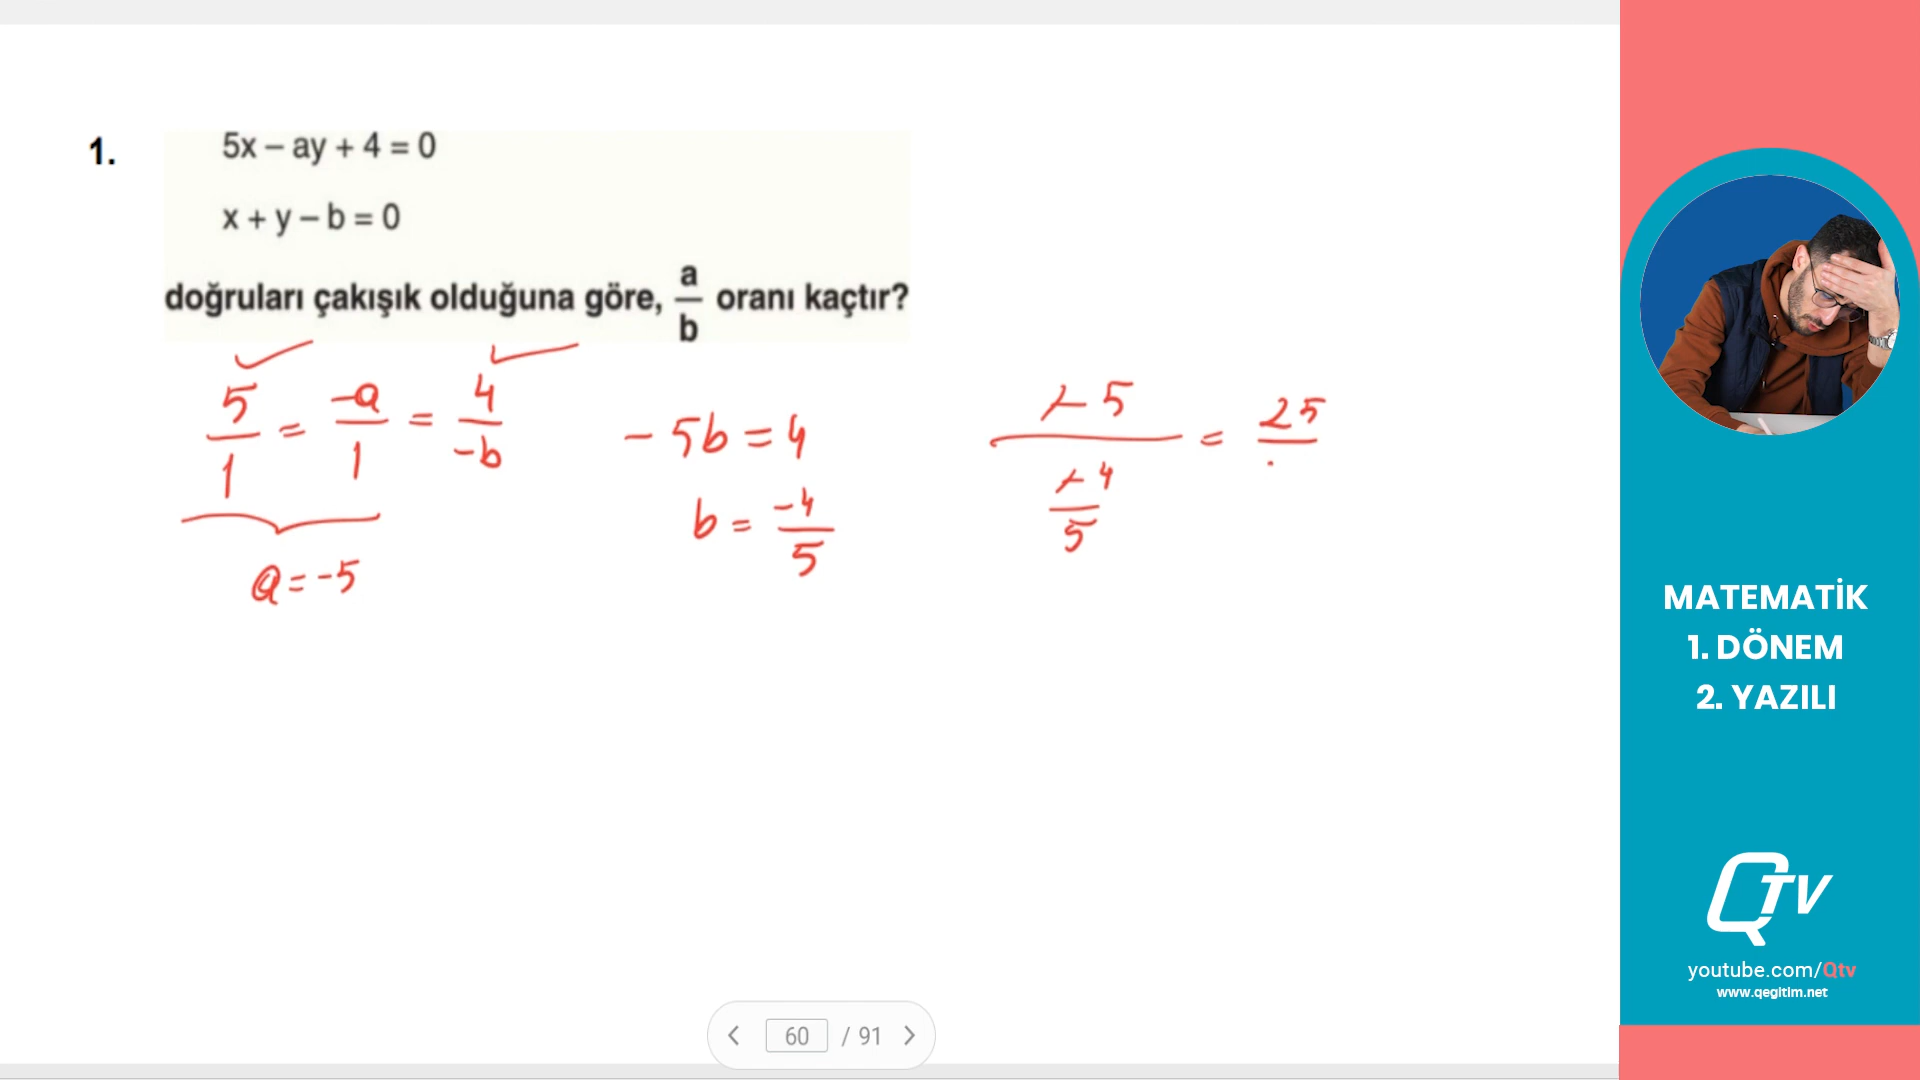 1.
5x – ay + 4 = 0
x + y – b = 0
doğruları çakışık olduğuna göre, a/b oranı kaçtır?
5/1 = -a/1 = 4/-b
a = -5
- 5b = 4
b = -4/5
-5 / (-4/5) = 25
60 / 91
MATEMATİK
1. DÖNEM
2. YAZILI
QTV
youtube.com/Qtv
www.qegitim.net